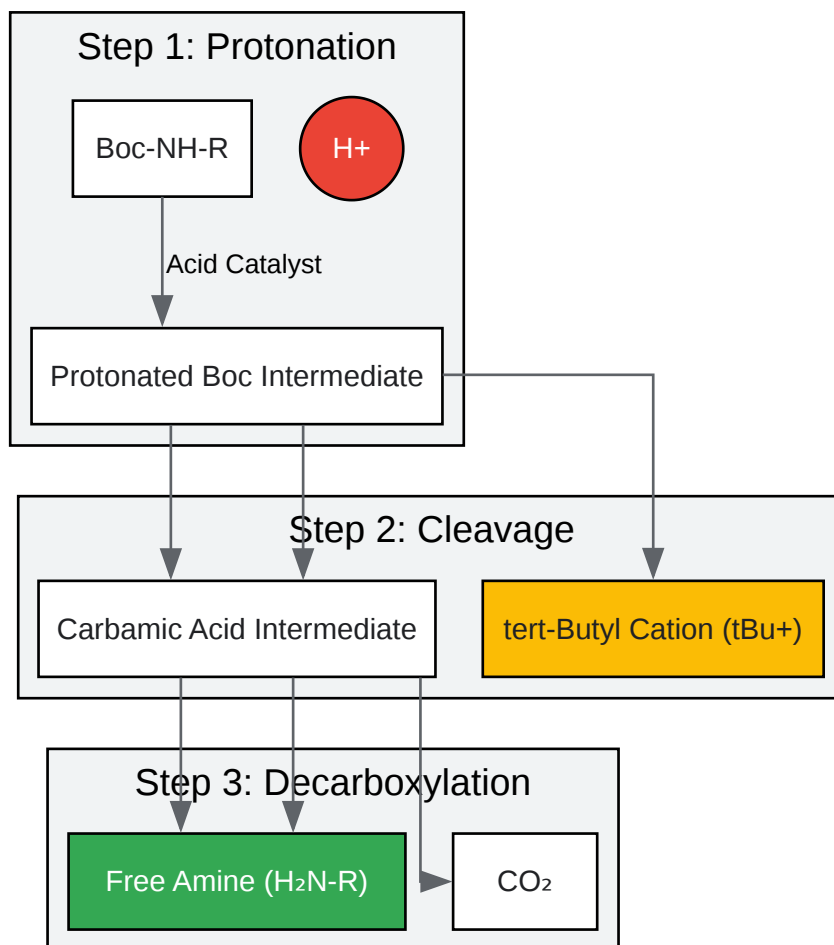 Step 1: Protonation
Boc-NH-R
H+
Acid Catalyst
Protonated Boc Intermediate
Step 2: Cleavage
Carbamic Acid Intermediate
tert-Butyl Cation (tBu+)
Step 3: Decarboxylation
Free Amine (H₂N-R)
CO₂